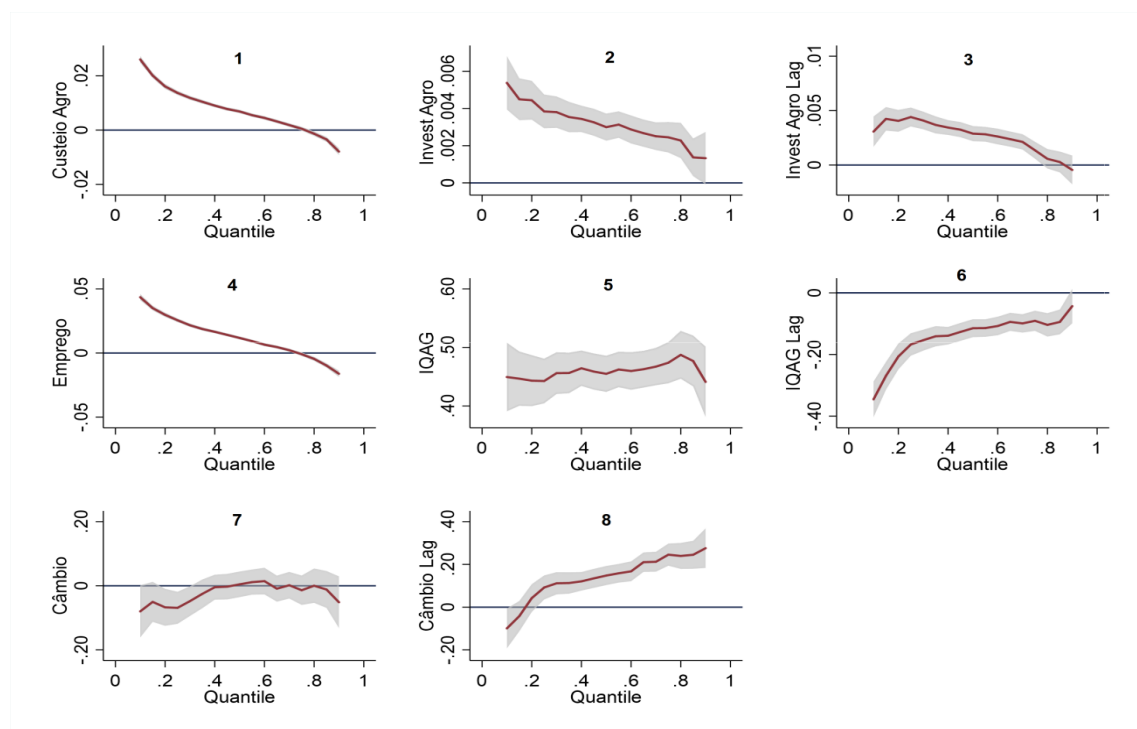 1
Custeio Agro
.02
0
-.02
0 .2 .4 .6 .8 1
Quantile
2
Invest Agro
.006
.004
.002
0
0 .2 .4 .6 .8 1
Quantile
3
Invest Agro Lag
.01
.005
0
0 .2 .4 .6 .8 1
Quantile
4
Emprego
.05
0
-.05
0 .2 .4 .6 .8 1
Quantile
5
IQAG
.60
.50
.40
0 .2 .4 .6 .8 1
Quantile
6
IQAG Lag
0
-.20
-.40
0 .2 .4 .6 .8 1
Quantile
7
Câmbio
.20
0
-.20
0 .2 .4 .6 .8 1
Quantile
8
Câmbio Lag
.40
.20
0
-.20
0 .2 .4 .6 .8 1
Quantile